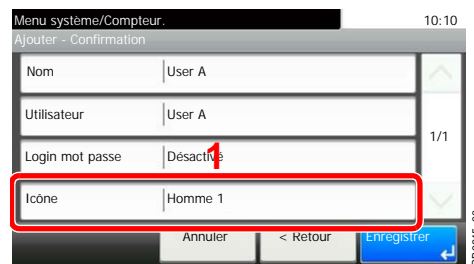 Menu système/Compteur. 10:10
Ajouter - Confirmation
Nom User A
Utilisateur User A
1/1
Login mot passe Désactivé
1
Icône Homme 1
Annuler < Retour Enregistrer